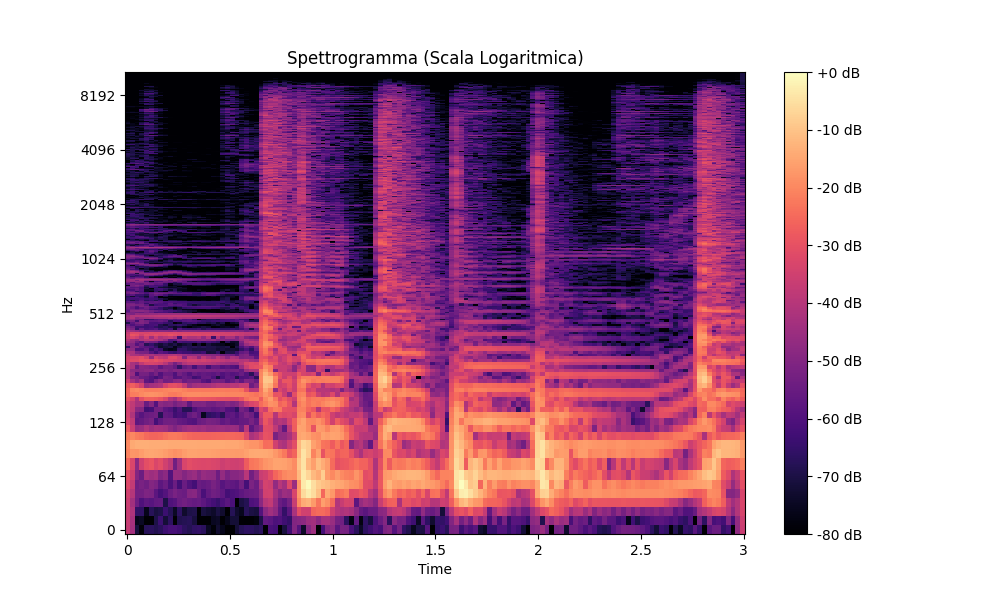 Spettrogramma (Scala Logaritmica)
Hz
8192
4096
2048
1024
512
256
128
64
0
0 0.5 1 1.5 2 2.5 3
Time
+0 dB
-10 dB
-20 dB
-30 dB
-40 dB
-50 dB
-60 dB
-70 dB
-80 dB